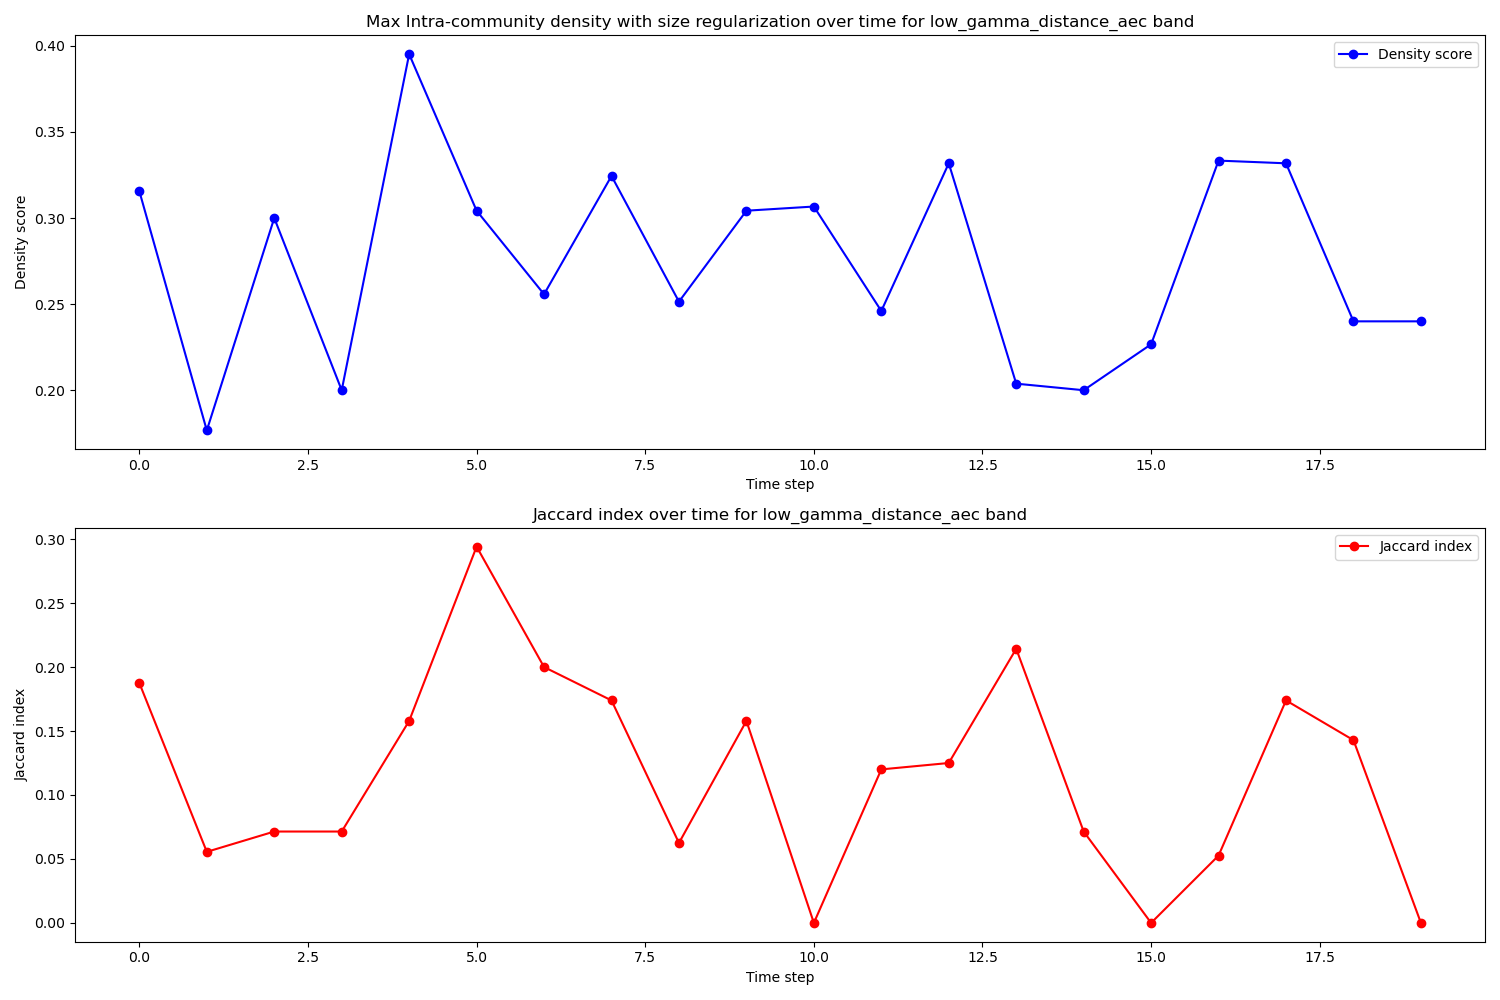 Max Intra-community density with size regularization over time for low_gamma_distance_aec band
Density score
0.40
0.35
0.30
0.25
0.20
Density score
0.0 2.5 5.0 7.5 10.0 12.5 15.0 17.5
Time step
Jaccard index over time for low_gamma_distance_aec band
Jaccard index
0.30
0.25
0.20
0.15
0.10
0.05
0.00
Jaccard index
0.0 2.5 5.0 7.5 10.0 12.5 15.0 17.5
Time step